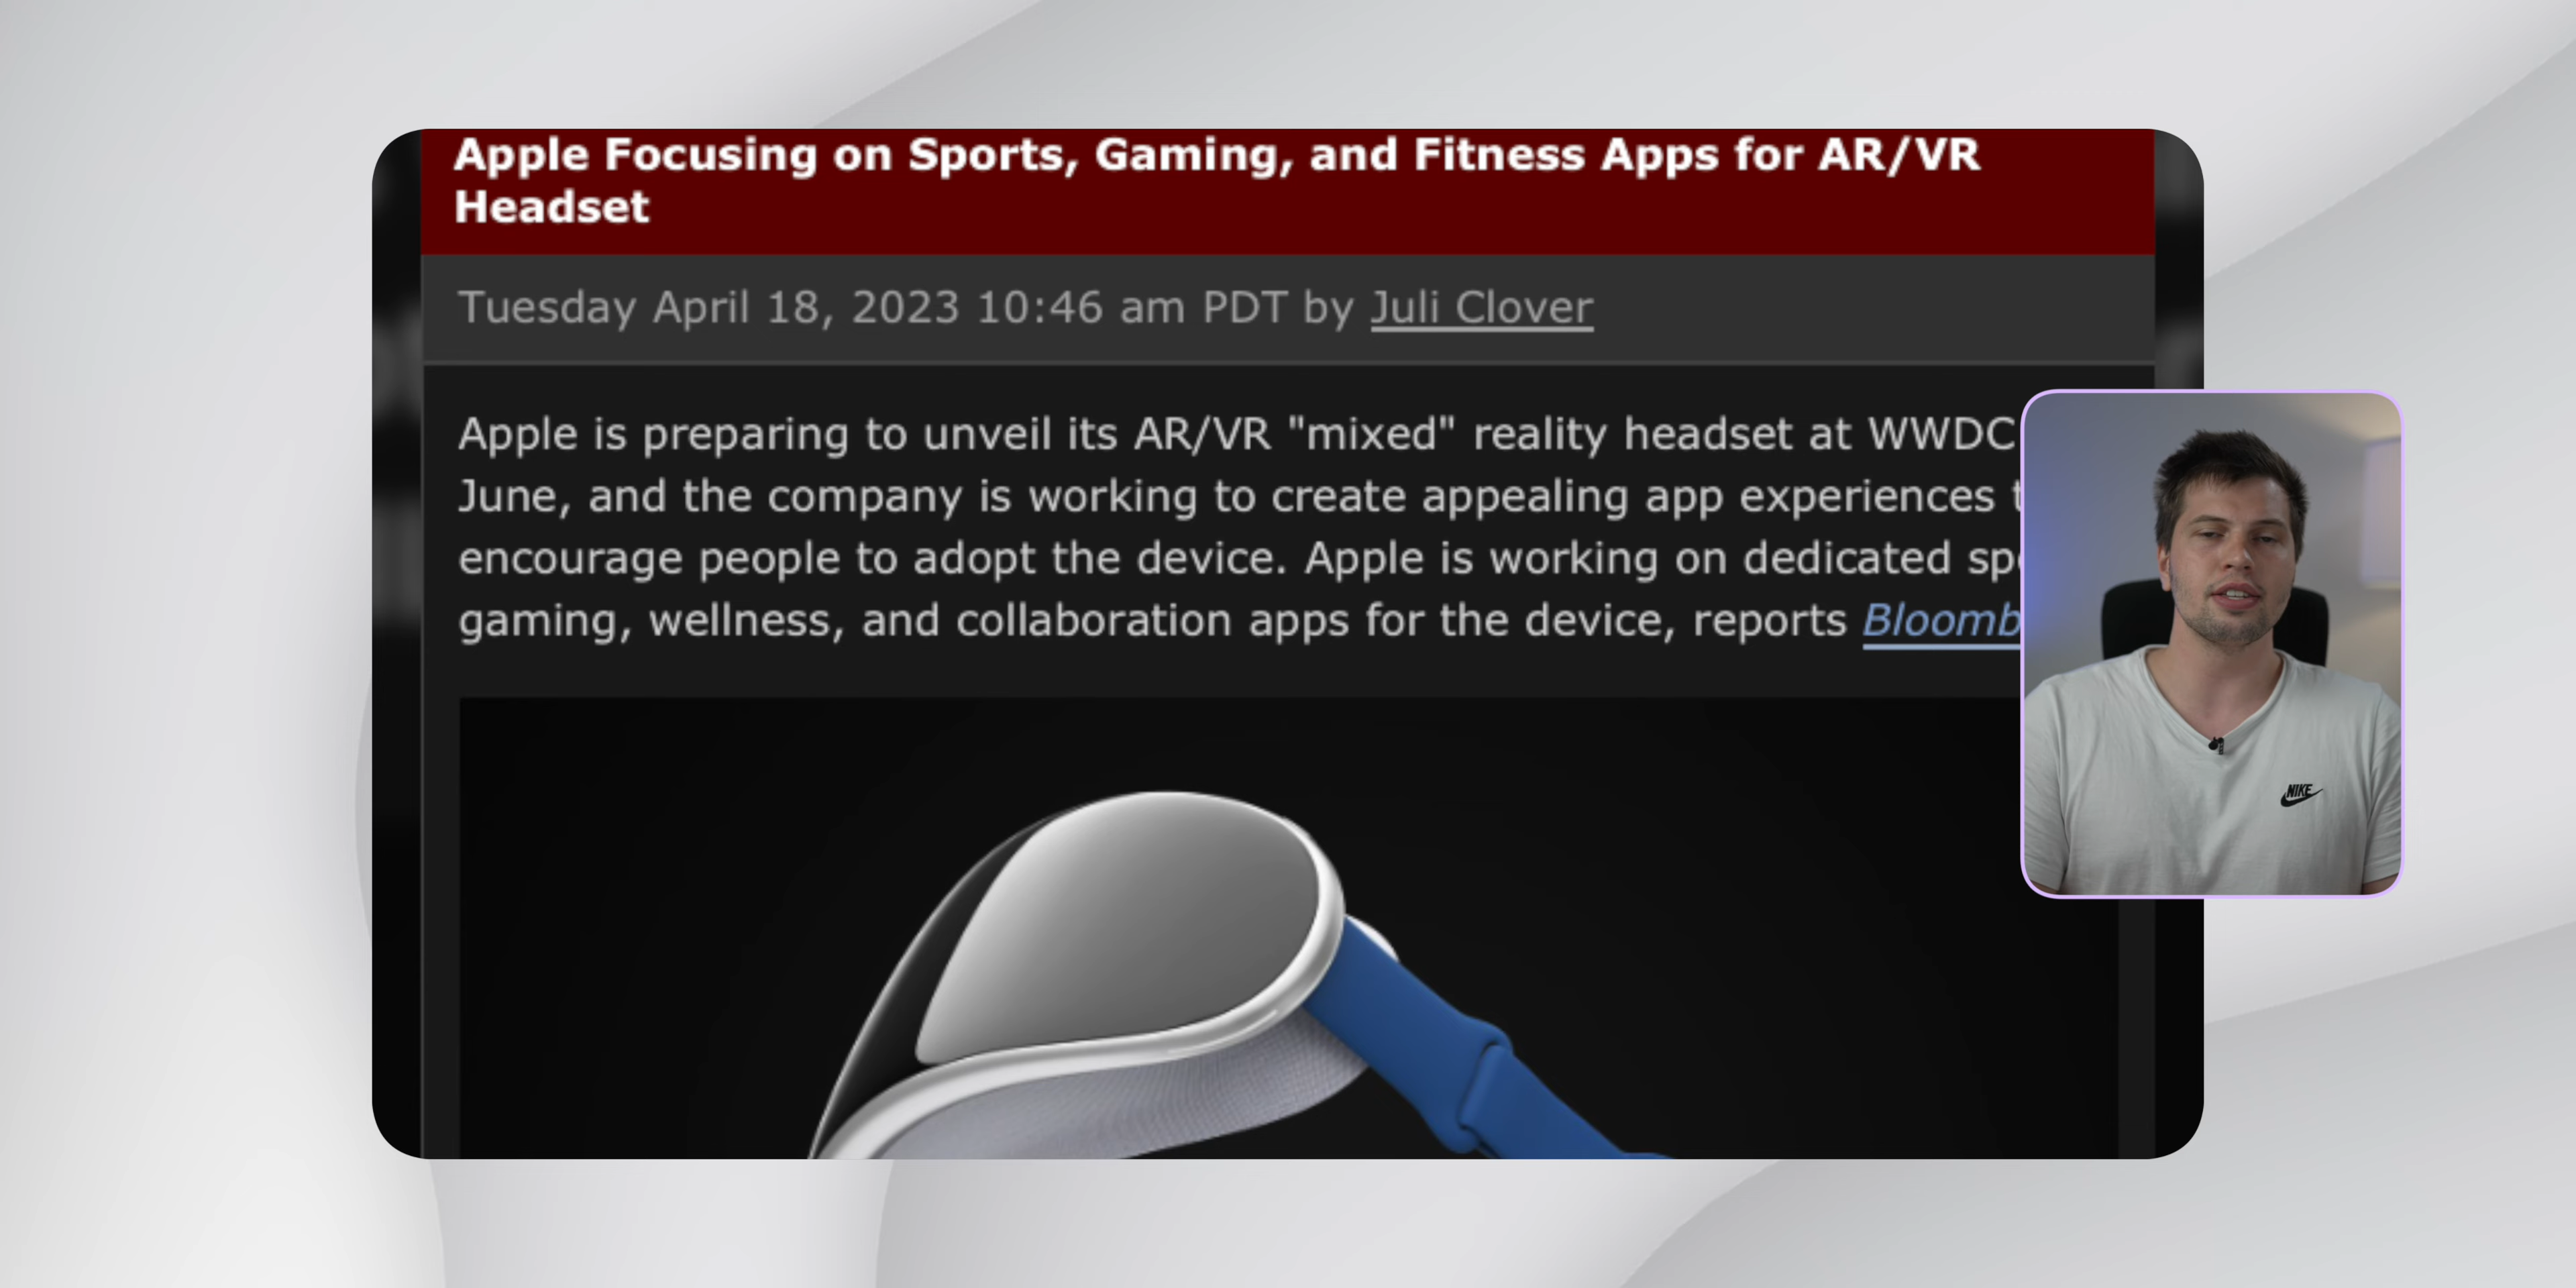 Apple Focusing on Sports, Gaming, and Fitness Apps for AR/VR
Headset
Tuesday April 18, 2023 10:46 am PDT by Juli Clover
Apple is preparing to unveil its AR/VR "mixed" reality headset at WWDC
June, and the company is working to create appealing app experiences
encourage people to adopt the device. Apple is working on dedicated
gaming, wellness, and collaboration apps for the device, reports
NIKE